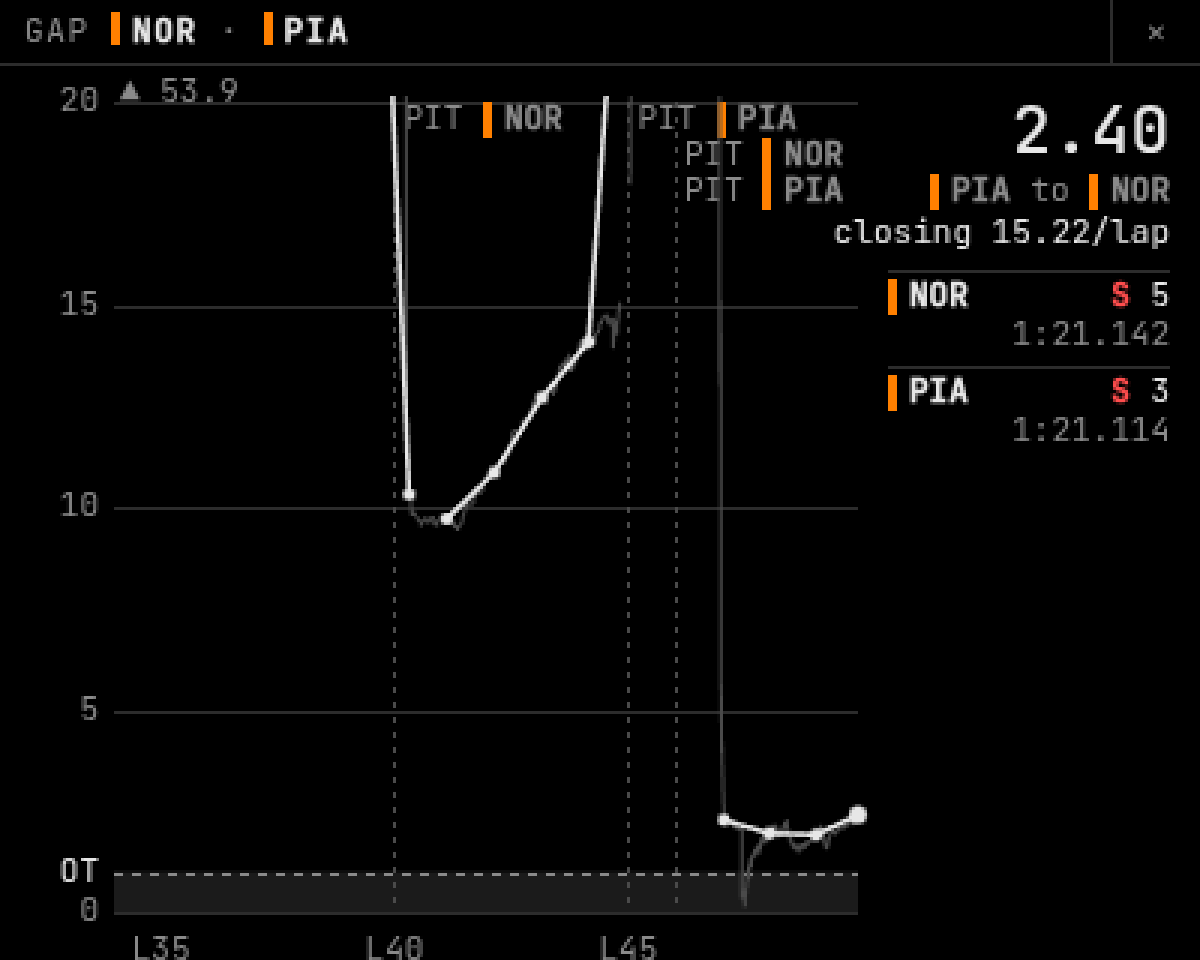 GAP NOR · PIA ×
20 ▲ 53.9
PIT NOR PIT PIA
PIT NOR
PIT PIA
15
10
5
OT
0
L35 L40 L45
2.40
PIA to NOR
closing 15.22/lap
NOR S 5
1:21.142
PIA S 3
1:21.114